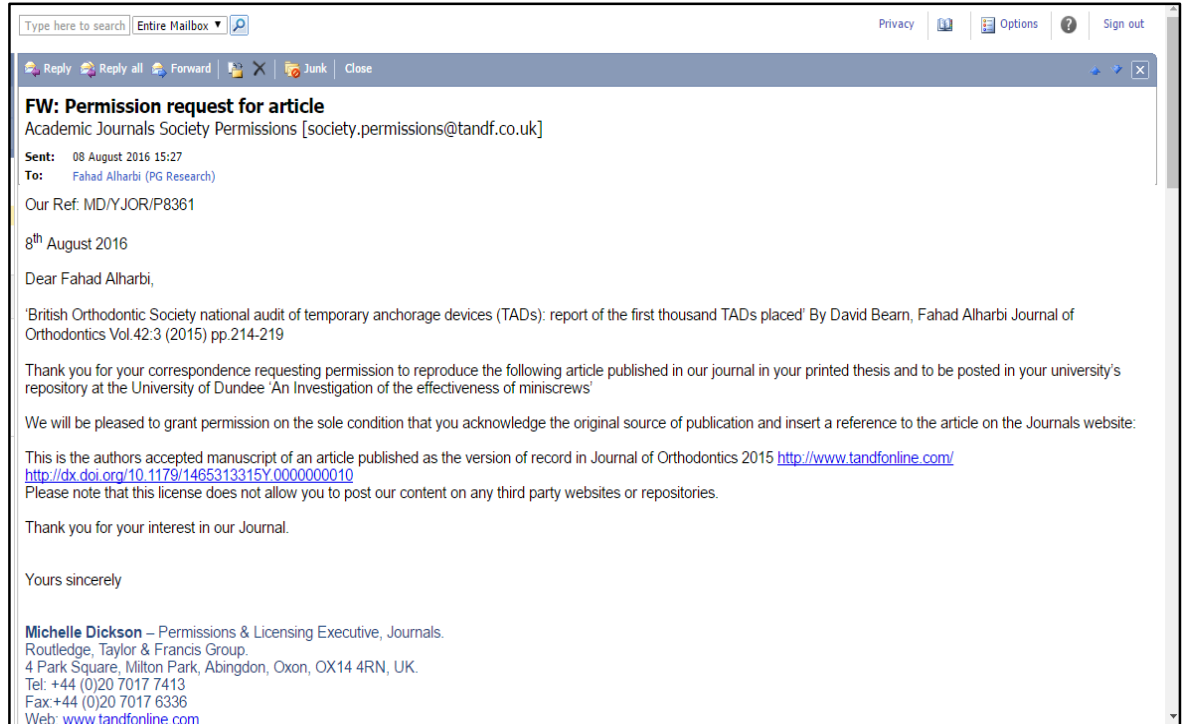 Type here to search Entire Mailbox Privacy Options Sign out
Reply Reply all Forward Junk Close
FW: Permission request for article
Academic Journals Society Permissions [society.permissions@tandf.co.uk]
Sent: 08 August 2016 15:27
To: Fahad Alharbi (PG Research)
Our Ref: MD/YJOR/P8361
8th August 2016
Dear Fahad Alharbi,
'British Orthodontic Society national audit of temporary anchorage devices (TADs): report of the first thousand TADs placed' By David Bearn, Fahad Alharbi Journal of
Orthodontics Vol.42:3 (2015) pp.214-219
Thank you for your correspondence requesting permission to reproduce the following article published in our journal in your printed thesis and to be posted in your university's
repository at the University of Dundee 'An Investigation of the effectiveness of miniscrews'
We will be pleased to grant permission on the sole condition that you acknowledge the original source of publication and insert a reference to the article on the Journals website:
This is the authors accepted manuscript of an article published as the version of record in Journal of Orthodontics 2015 http://www.tandfonline.com/
http://dx.doi.org/10.1179/1465313315Y.0000000010
Please note that this license does not allow you to post our content on any third party websites or repositories.
Thank you for your interest in our Journal.
Yours sincerely
Michelle Dickson – Permissions & Licensing Executive, Journals.
Routledge, Taylor & Francis Group.
4 Park Square, Milton Park, Abingdon, Oxon, OX14 4RN, UK.
Tel: +44 (0)20 7017 7413
Fax:+44 (0)20 7017 6336
Web: www.tandfonline.com